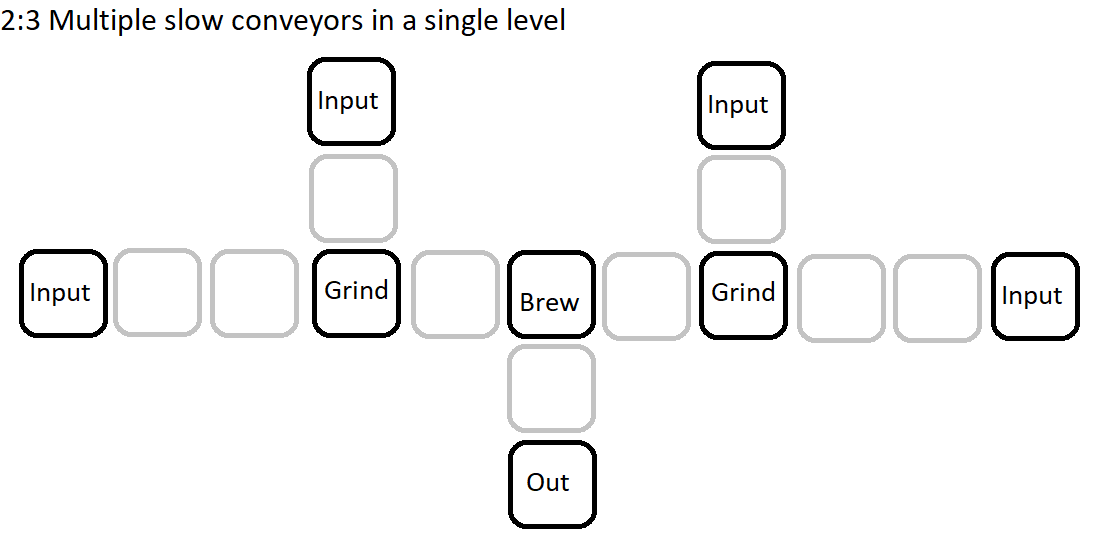 2:3 Multiple slow conveyors in a single level
Input
Input
Input
Grind
Brew
Grind
Input
Out